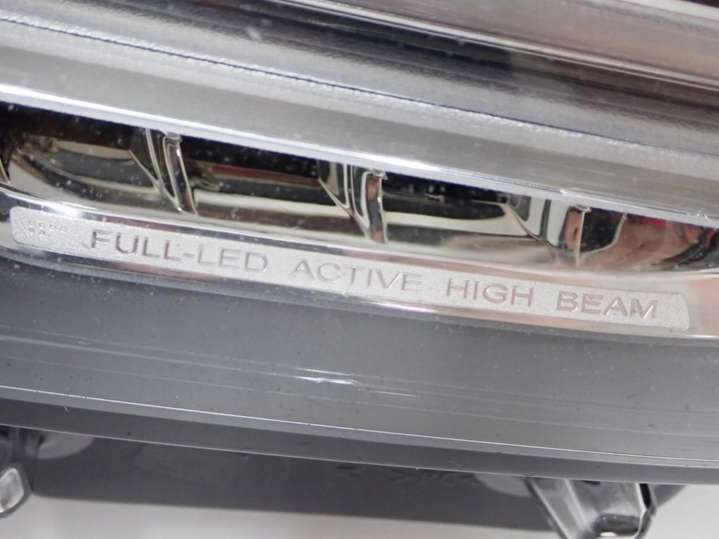 FULL-LED ACTIVE HIGH BEAM